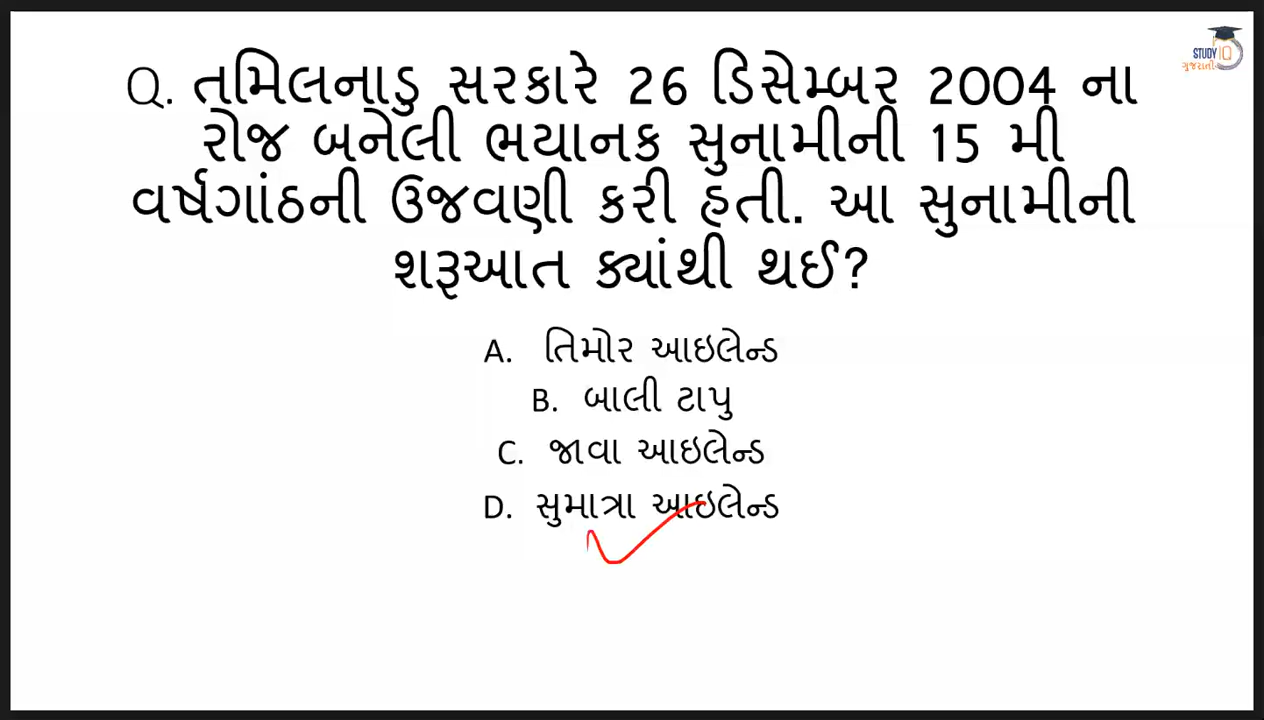 STUDY IQ
ગુજરાતી
Q. તમિલનાડુ સરકારે 26 ડિસેમ્બર 2004 ના
રોજ બનેલી ભયાનક સુનામીની 15 મી
વર્ષગાંઠની ઉજવણી કરી હતી. આ સુનામીની
શરૂઆત ક્યાંથી થઈ?
A. તિમોર આઇલેન્ડ
B. બાલી ટાપુ
C. જાવા આઇલેન્ડ
D. સુમાત્રા આઇલેન્ડ